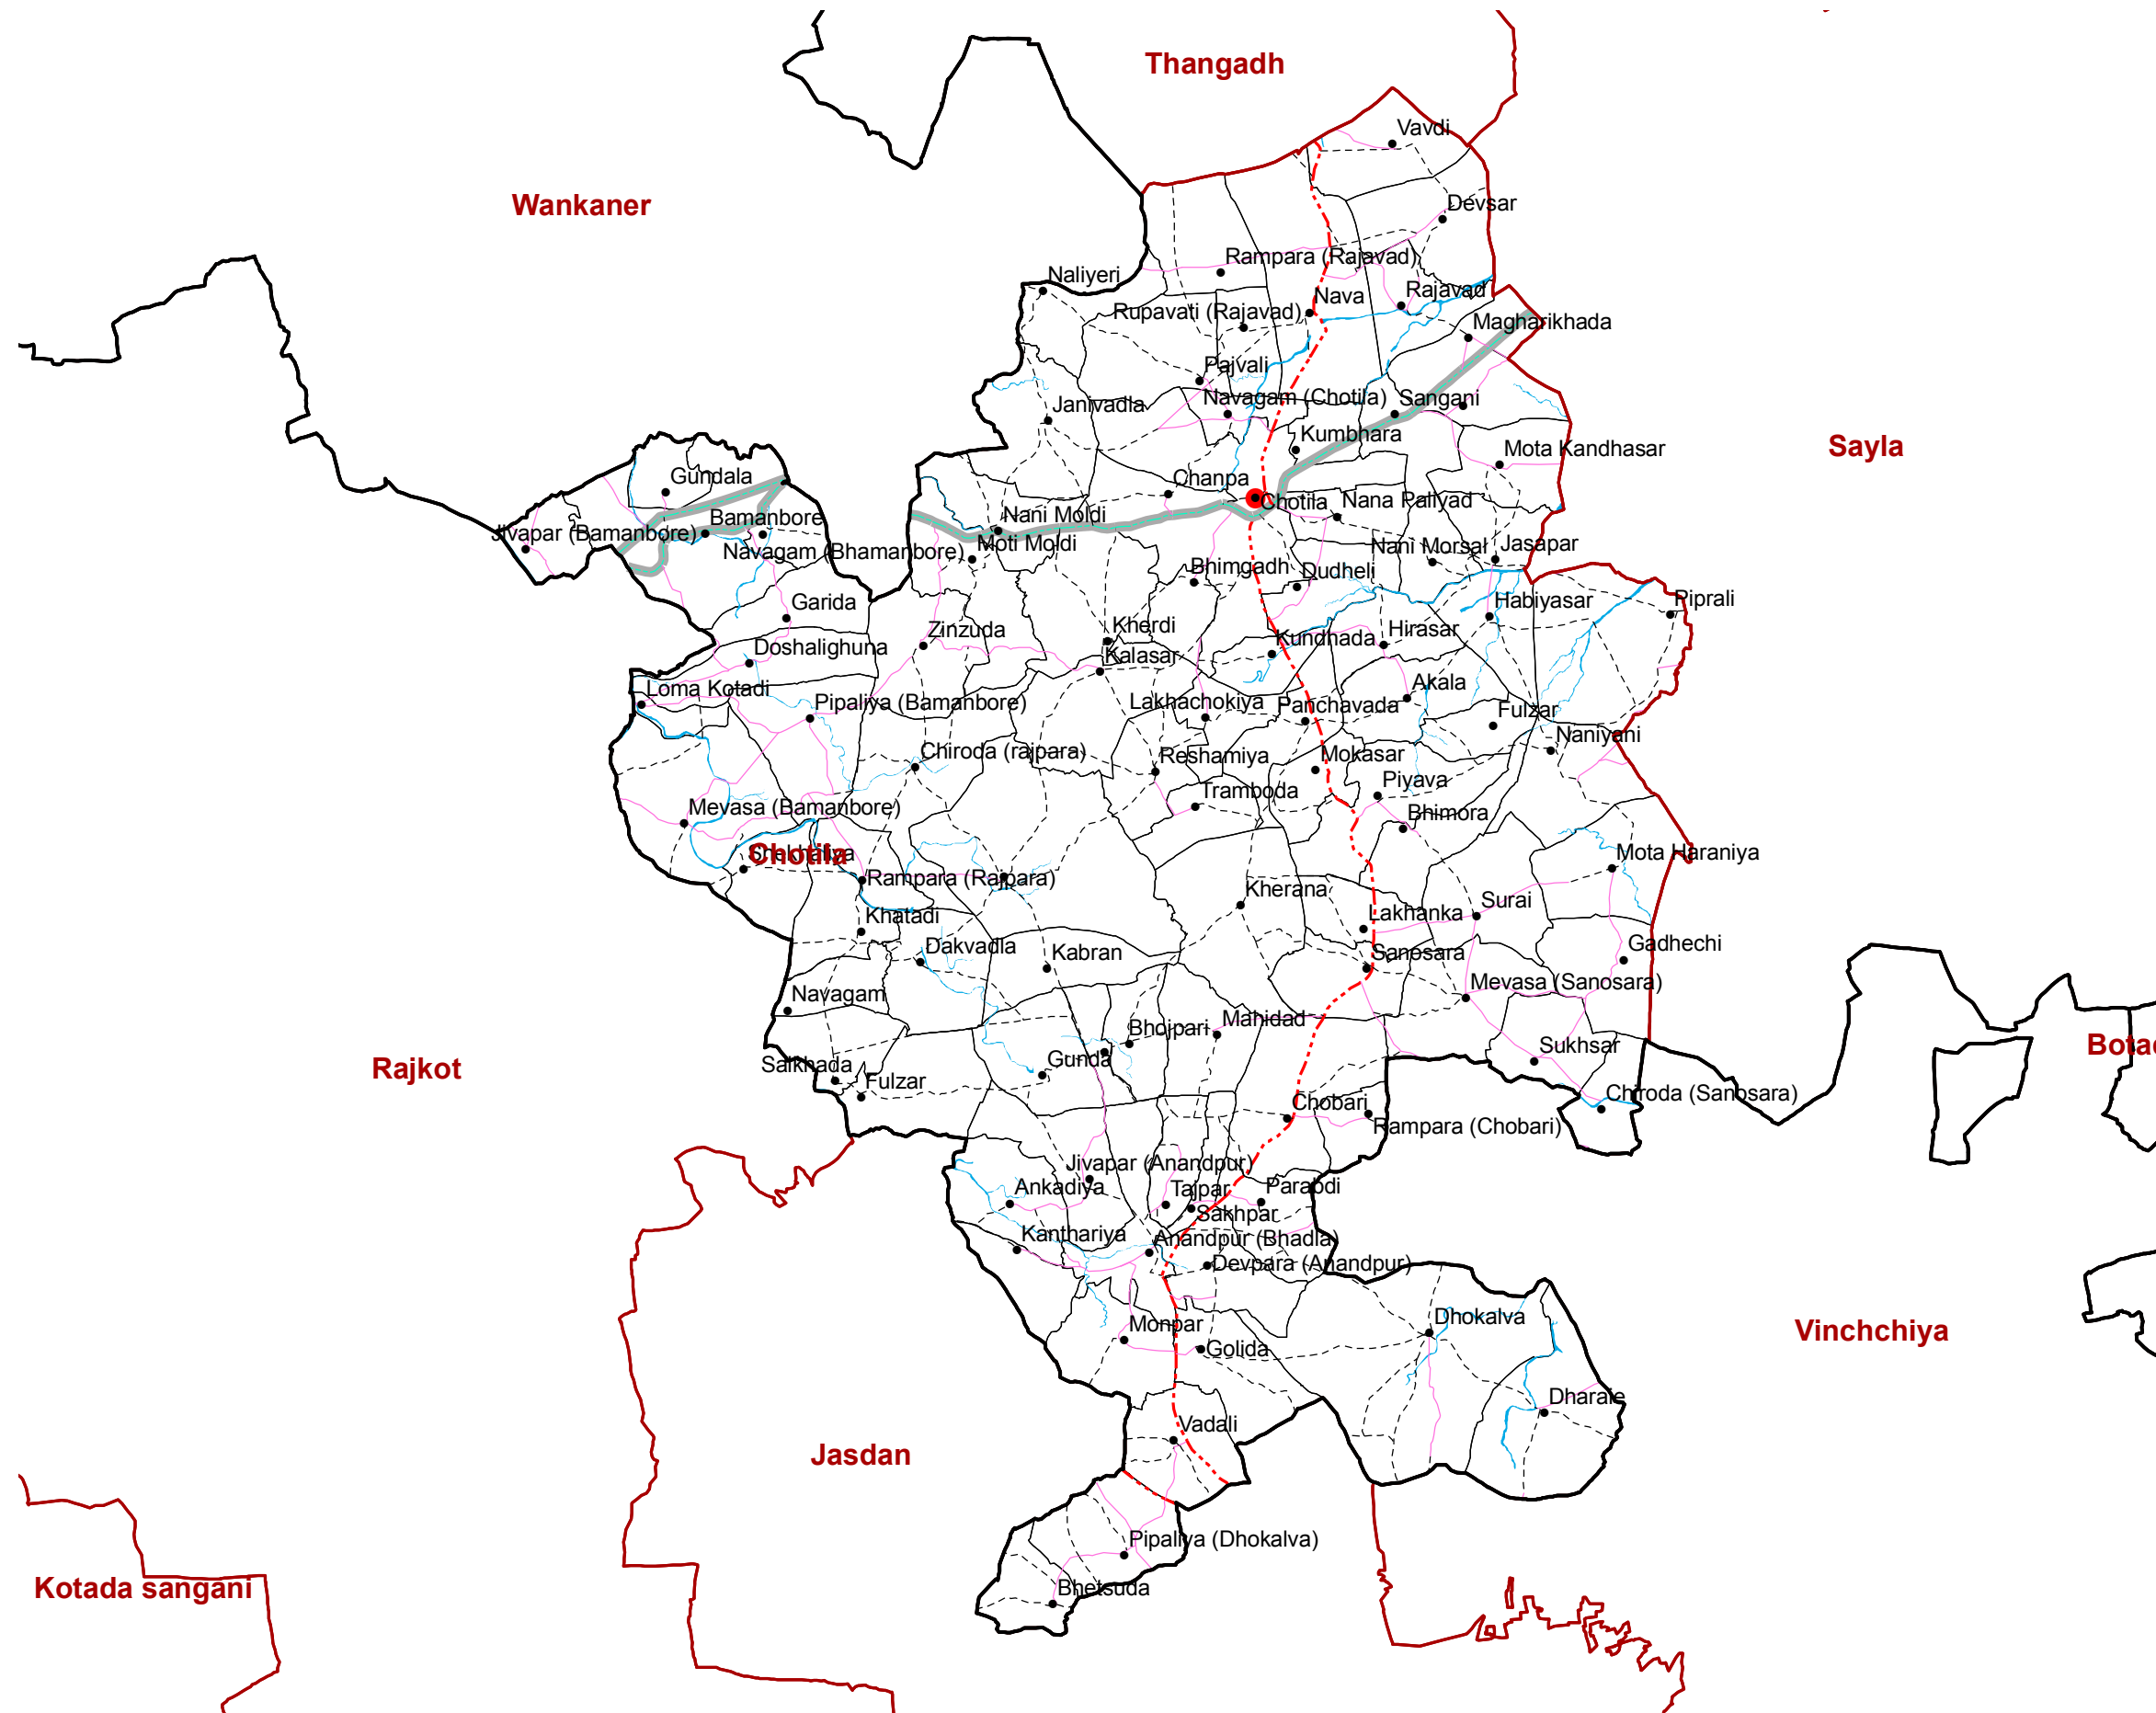 Thangadh
Vavdi
Wankaner
Devsar
Rampara (Rajavad)
Naliyeri
Rajavad
Nava
Rupavati (Rajavad)
Magharikhada
Pajvali
Navagam (Chotila)
Sangani
Janivadla
Kumbhara
Sayla
Mota Kandhasar
Gundala
Chanpa
Chotila
Nana Paliyad
Nani Moldi
Bamanbore
Jivapar (Bamanbore)
Moti Moldi
Nani Morsal
Jasapar
Navagam (Bhamanbore)
Bhimgadh
Dudheli
Garida
Habiyasar
Piprali
Zinzuda
Kherdi
Hirasar
Kundhada
Doshalighuna
Kalasar
Loma Kotadi
Akala
Pipaliya (Bamanbore)
Lakhachokiya
Panchavada
Fulzar
Naniyani
Chiroda (rajpara)
Reshamiya
Mokasar
Piyava
Tramboda
Mevasa (Bamanbore)
Bhimora
Shekhaliya
Chotila
Mota Haraniya
Rampara (Rajpara)
Kherana
Surai
Khatadi
Lakhanka
Dakvadla
Kabran
Sanosara
Gadhechi
Mevasa (Sanosara)
Navagam
Bhojpari
Mahidad
Botad
Sukhsar
Gunda
Salkhada
Rajkot
Fulzar
Chiroda (Sanosara)
Chobari
Rampara (Chobari)
Jivapar (Anandpur)
Ankadiya
Tajpar
Parabdi
Sakhpar
Kanthariya
Anandpur (Bhadla)
Devpara (Anandpur)
Dhokalva
Monpar
Vinchchiya
Golida
Dharaie
Vadali
Jasdan
Pipaliya (Dhokalva)
Kotada sangani
Bhetsuda